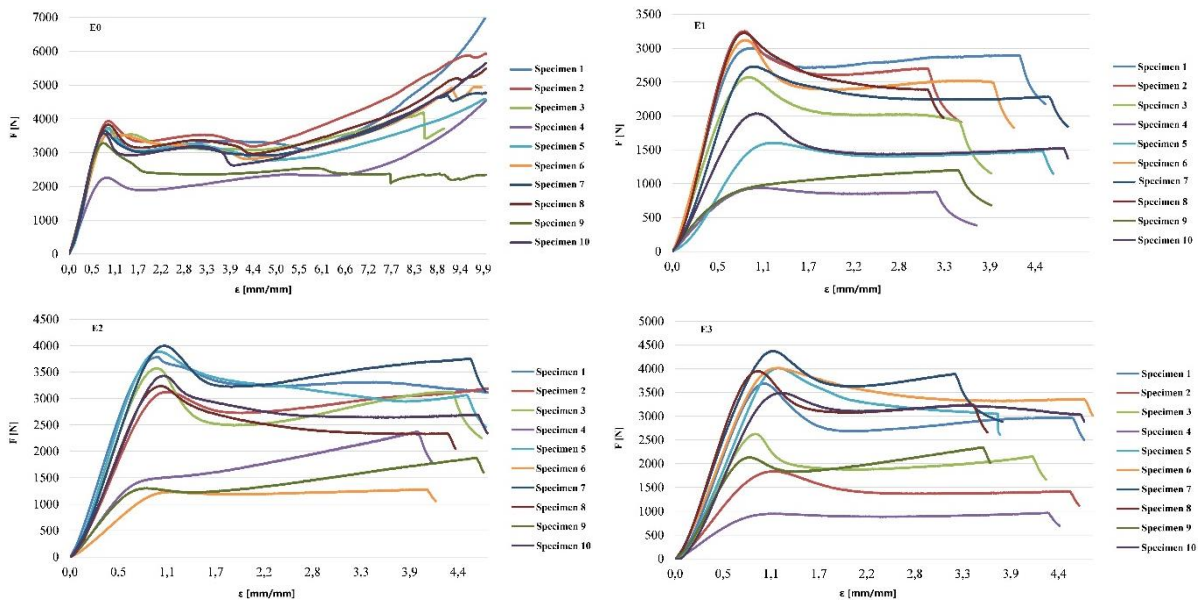 E0
F [N]
7000
6000
5000
4000
3000
2000
1000
0
0,0 0,5 1,1 1,7 2,2 2,8 3,3 3,9 4,4 5,0 5,5 6,1 6,6 7,2 7,7 8,3 8,8 9,4 9,9
ε [mm/mm]
Specimen 1
Specimen 2
Specimen 3
Specimen 4
Specimen 5
Specimen 6
Specimen 7
Specimen 8
Specimen 9
Specimen 10
E1
F [N]
3500
3000
2500
2000
1500
1000
500
0
0,0 0,5 1,1 1,7 2,2 2,8 3,3 3,9 4,4
ε [mm/mm]
Specimen 1
Specimen 2
Specimen 3
Specimen 4
Specimen 5
Specimen 6
Specimen 7
Specimen 8
Specimen 9
Specimen 10
E2
F [N]
4500
4000
3500
3000
2500
2000
1500
1000
500
0
0,0 0,5 1,1 1,7 2,2 2,8 3,3 3,9 4,4
ε [mm/mm]
Specimen 1
Specimen 2
Specimen 3
Specimen 4
Specimen 5
Specimen 6
Specimen 7
Specimen 8
Specimen 9
Specimen 10
E3
F [N]
5000
4500
4000
3500
3000
2500
2000
1500
1000
500
0
0,0 0,5 1,1 1,7 2,2 2,8 3,3 3,9 4,4
ε [mm/mm]
Specimen 1
Specimen 2
Specimen 3
Specimen 4
Specimen 5
Specimen 6
Specimen 7
Specimen 8
Specimen 9
Specimen 10